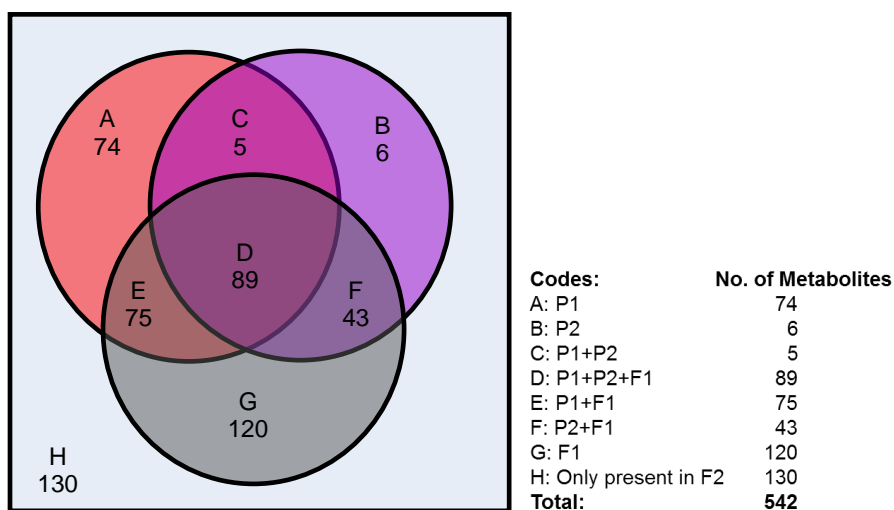 A
74
C
5
B
6
D
89
E
75
F
43
G
120
H
130
Codes: No. of Metabolites
A: P1 74
B: P2 6
C: P1+P2 5
D: P1+P2+F1 89
E: P1+F1 75
F: P2+F1 43
G: F1 120
H: Only present in F2 130
Total: 542